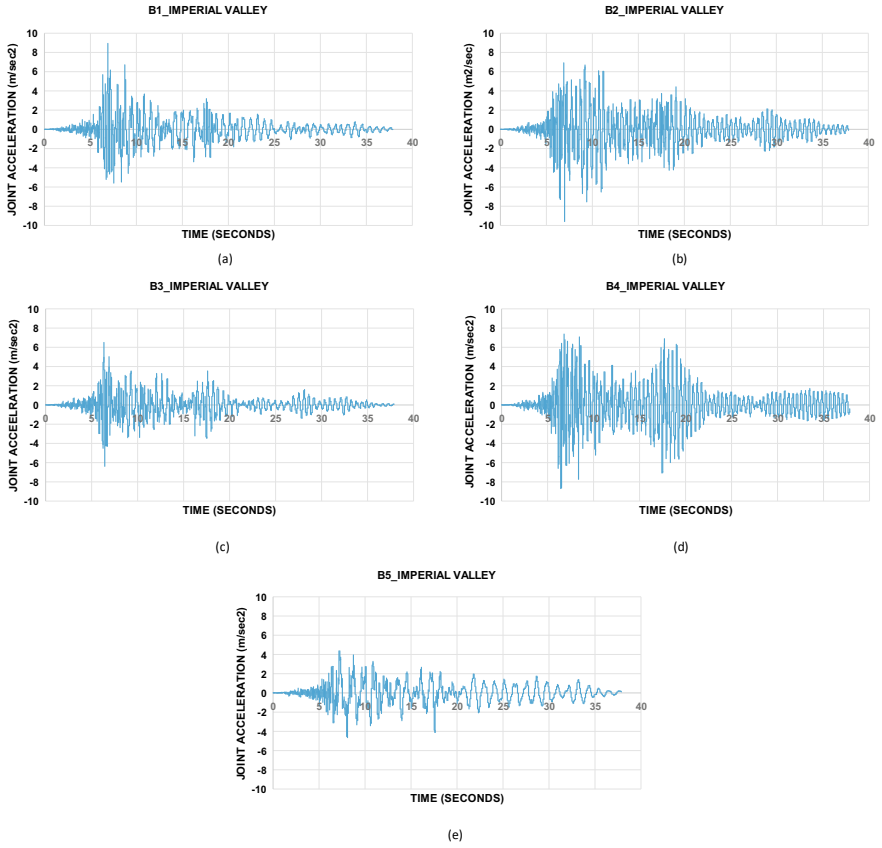 B1_IMPERIAL VALLEY
JOINT ACCELERATION (m/sec2)
10
8
6
4
2
0
-2
-4
-6
-8
-10
0 5 10 15 20 25 30 35 40
TIME (SECONDS)
(a)
B2_IMPERIAL VALLEY
JOINT ACCELERATION (m2/sec)
10
8
6
4
2
0
-2
-4
-6
-8
-10
0 5 10 15 20 25 30 35 40
TIME (SECONDS)
(b)
B3_IMPERIAL VALLEY
JOINT ACCEELRATION (m/sec2)
10
8
6
4
2
0
-2
-4
-6
-8
-10
0 5 10 15 20 25 30 35 40
TIME (SECONDS)
(c)
B4_IMPERIAL VALLEY
JOINT ACCELERATION (m/sec2)
10
8
6
4
2
0
-2
-4
-6
-8
-10
0 5 10 15 20 25 30 35 40
TIME (SECONDS)
(d)
B5_IMPERIAL VALLEY
JOINT ACCELERATION (m/sec2)
10
8
6
4
2
0
-2
-4
-6
-8
-10
0 5 10 15 20 25 30 35 40
TIME (SECONDS)
(e)